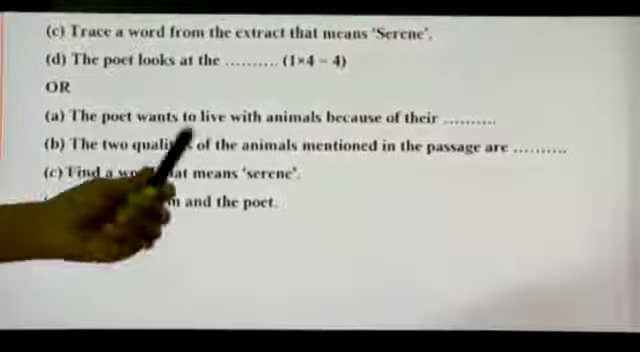 (c) Trace a word from the extract that means 'Serene'.
(d) The poet looks at the .......... (1×4 = 4)
OR
(a) The poet wants to live with animals because of their ..........
(b) The two of the animals mentioned in the passage are ..........
(c) Find a means 'serene'.
and the poet.